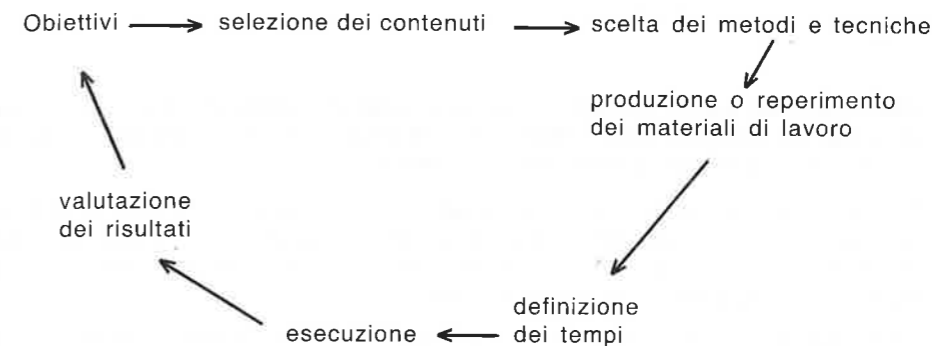 Obiettivi → selezione dei contenuti → scelta dei metodi e tecniche
produzione o reperimento
dei materiali di lavoro
definizione
dei tempi
esecuzione
valutazione
dei risultati